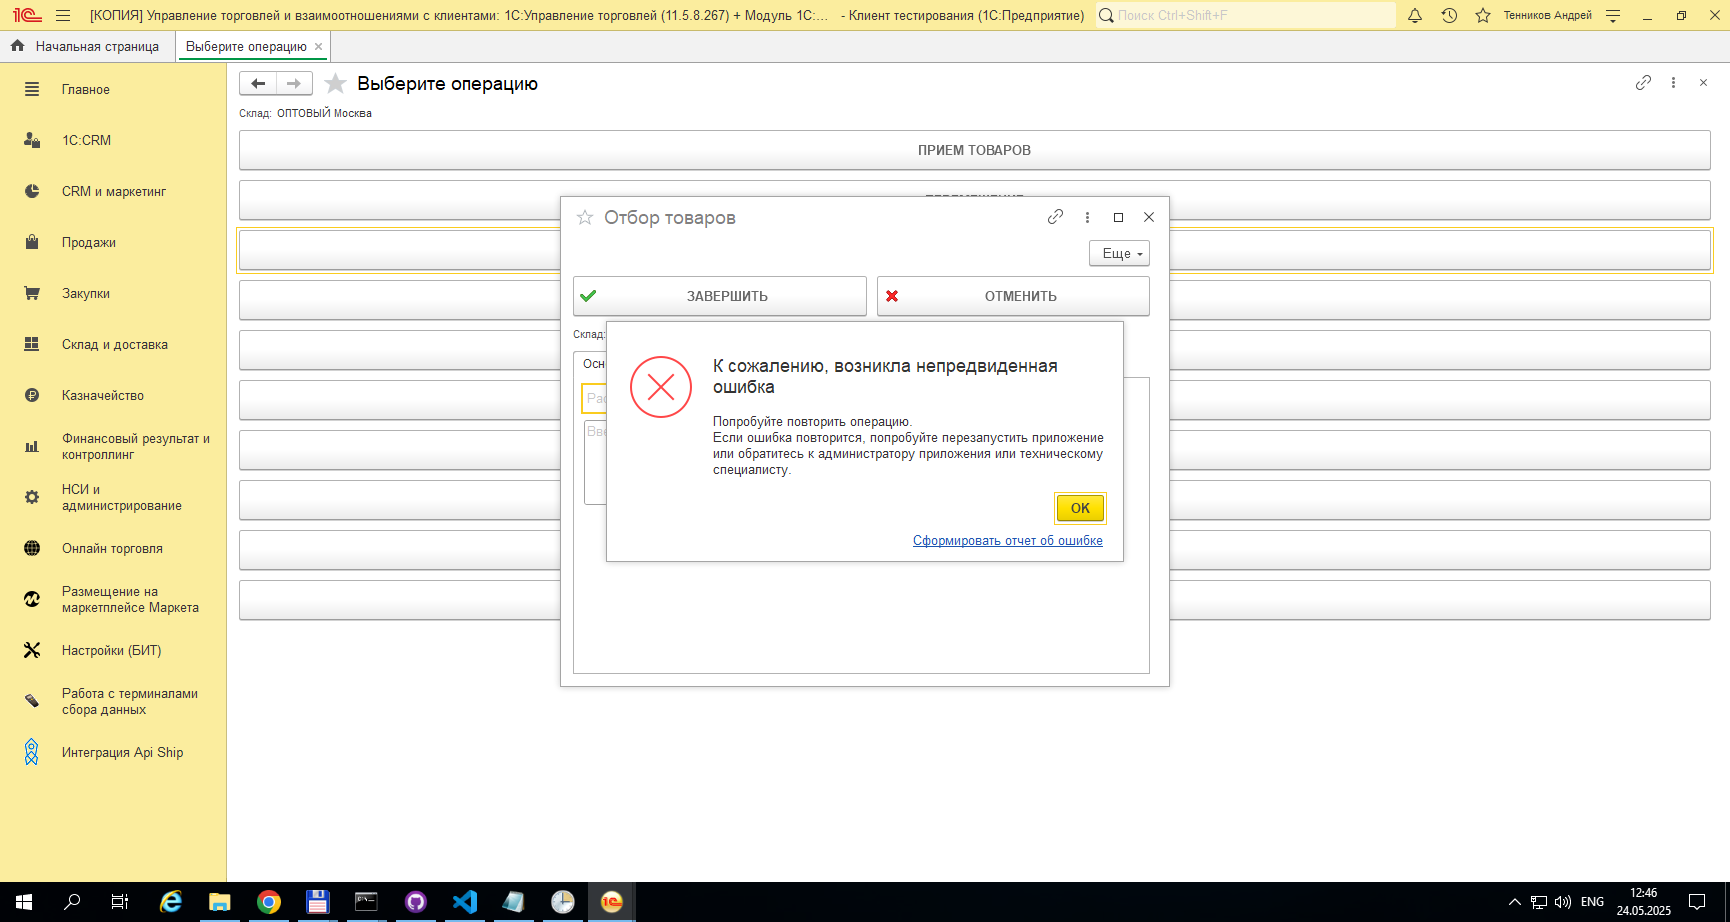 [КОПИЯ] Управление торговлей и взаимоотношениями с клиентами: 1С:Управление торговлей (11.5.8.267) + Модуль 1С:... - Клиент тестирования (1С:Предприятие)
Поиск Ctrl+Shift+F
Тенников Андрей
Начальная страница
Выберите операцию
Главное
1С:CRM
CRM и маркетинг
Продажи
Закупки
Склад и доставка
Казначейство
Финансовый результат и
контроллинг
НСИ и
администрирование
Онлайн торговля
Размещение на
маркетплейсе Маркета
Настройки (БИТ)
Работа с терминалами
сбора данных
Интеграция Api Ship
Выберите операцию
Склад: ОПТОВЫЙ Москва
ПРИЕМ ТОВАРОВ
Отбор товаров
Еще
ЗАВЕРШИТЬ
ОТМЕНИТЬ
Склад:
К сожалению, возникла непредвиденная
ошибка
Попробуйте повторить операцию.
Если ошибка повторится, попробуйте перезапустить приложение
или обратитесь к администратору приложения или техническому
специалисту.
OK
Сформировать отчет об ошибке
ENG
12:46
24.05.2025